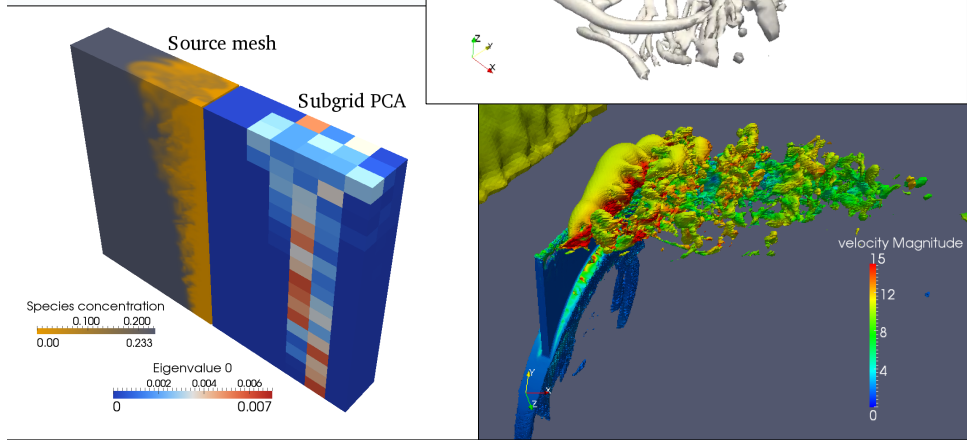 Source mesh
Subgrid PCA
Z
Y
X
velocity Magnitude
15
12
8
4
0
Species concentration
0.100 0.200
0.00 0.233
Eigenvalue 0
0.002 0.004 0.006
0 0.007
Y
X
Z